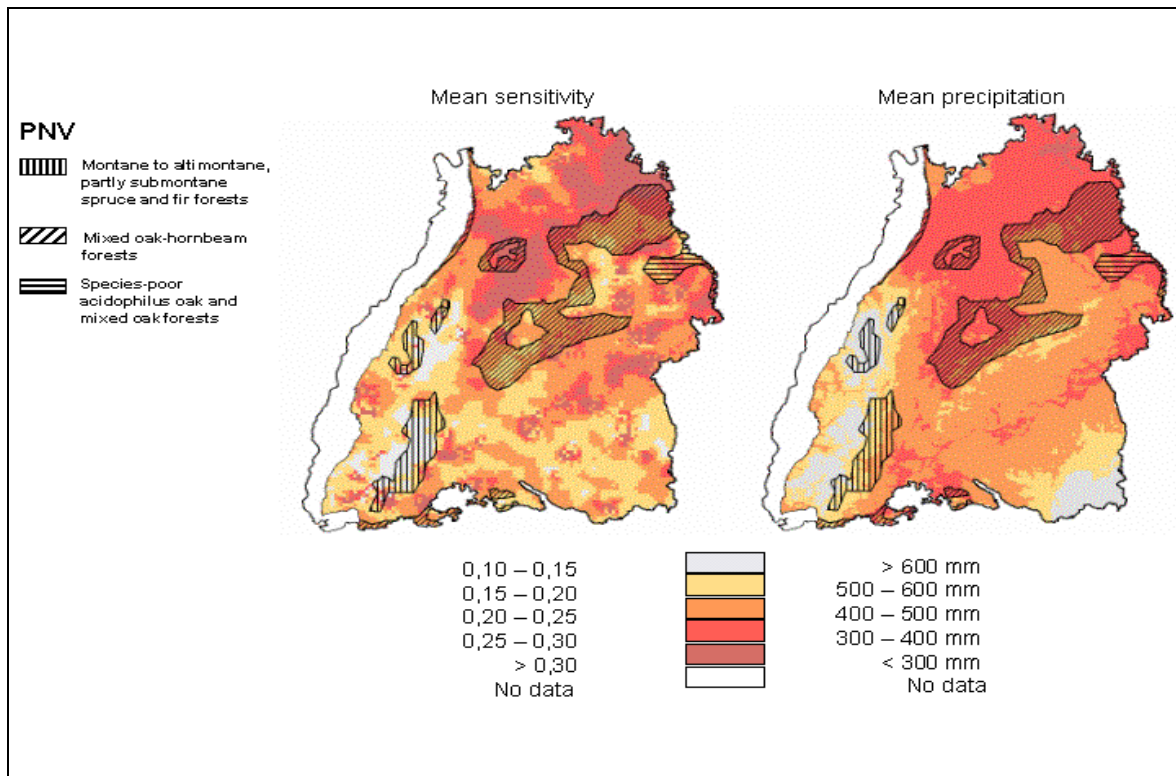 Mean sensitivity
Mean precipitation
PNV
Montane to altimontane,
partly submontane
spruce and fir forests
Mixed oak-hornbeam
forests
Species-poor
acidophilus oak and
mixed oak forests
0,10 – 0,15
0,15 – 0,20
0,20 – 0,25
0,25 – 0,30
> 0,30
No data
> 600 mm
500 – 600 mm
400 – 500 mm
300 – 400 mm
< 300 mm
No data